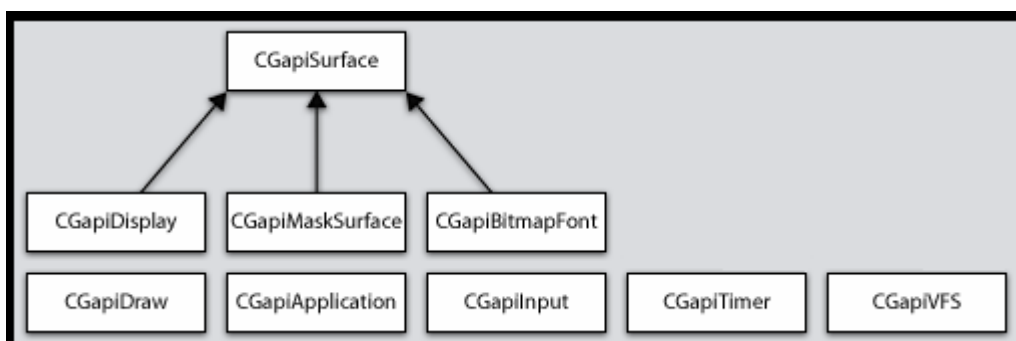 CGapiSurface
CGapiDisplay
CGapiMaskSurface
CGapiBitmapFont
CGapiDraw
CGapiApplication
CGapiInput
CGapiTimer
CGapiVFS